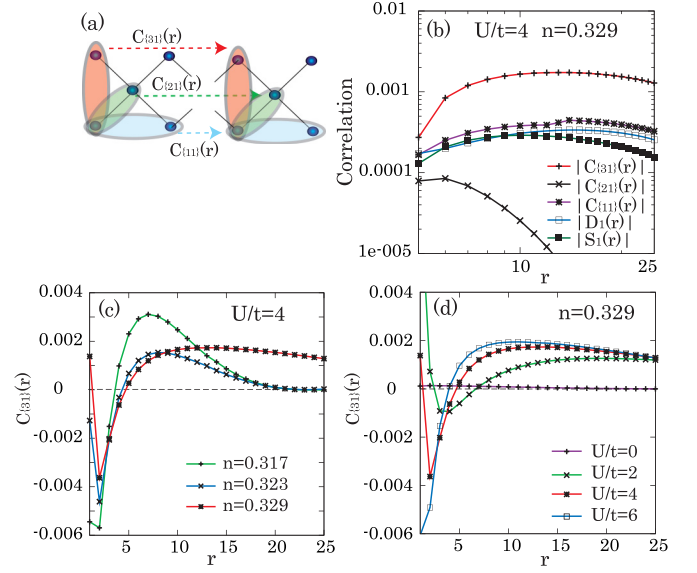 (a)
C{31}(r)
C{21}(r)
C{11}(r)
(b)
U/t=4 n=0.329
0.01
0.001
0.0001
1e-005
Correlation
|C{31}(r)|
|C{21}(r)|
|C{11}(r)|
|D1(r)|
|S1(r)|
10
25
r
(c)
U/t=4
0.004
0.002
0
-0.002
-0.004
-0.006
C{31}(r)
n=0.317
n=0.323
n=0.329
5
10
15
20
25
r
(d)
n=0.329
0.004
0.002
0
-0.002
-0.004
-0.006
C{31}(r)
U/t=0
U/t=2
U/t=4
U/t=6
5
10
15
20
25
r